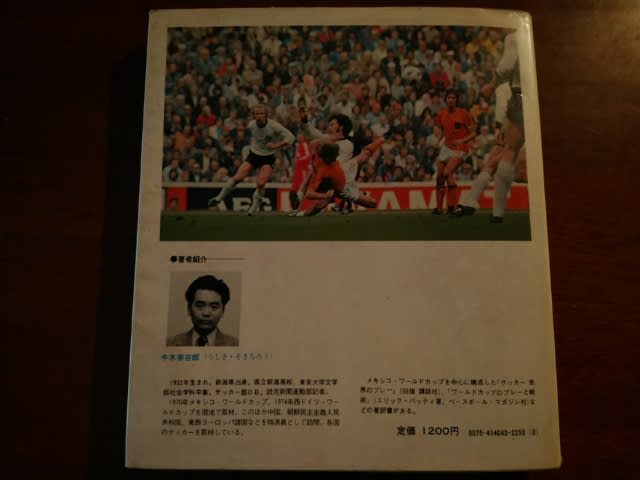 ●著者紹介
牛木素吉郎（うしき・そきちろう）
1932年生まれ。新潟県出身。県立新潟高校、東京大学文学
部社会学科卒業。サッカー部OB。読売新聞運動部記者。
1970年メキシコ・ワールドカップ、1974年西ドイツ・ワー
ルドカップを現地で取材。このほか中国、朝鮮民主主義人民
共和国、東西ヨーロッパ諸国などを特派員として訪問、各国
のサッカーを取材している。
メキシコ・ワールドカップを中心に構成した「サッカー 世
界のプレー」（旺版 講談社）、「ワールドカップのプレーと戦
術」（エリック・バッティ著、ベースボール・マガジン社）な
どの著訳書がある。
定価 1200円
0075-414043-2253 (0)